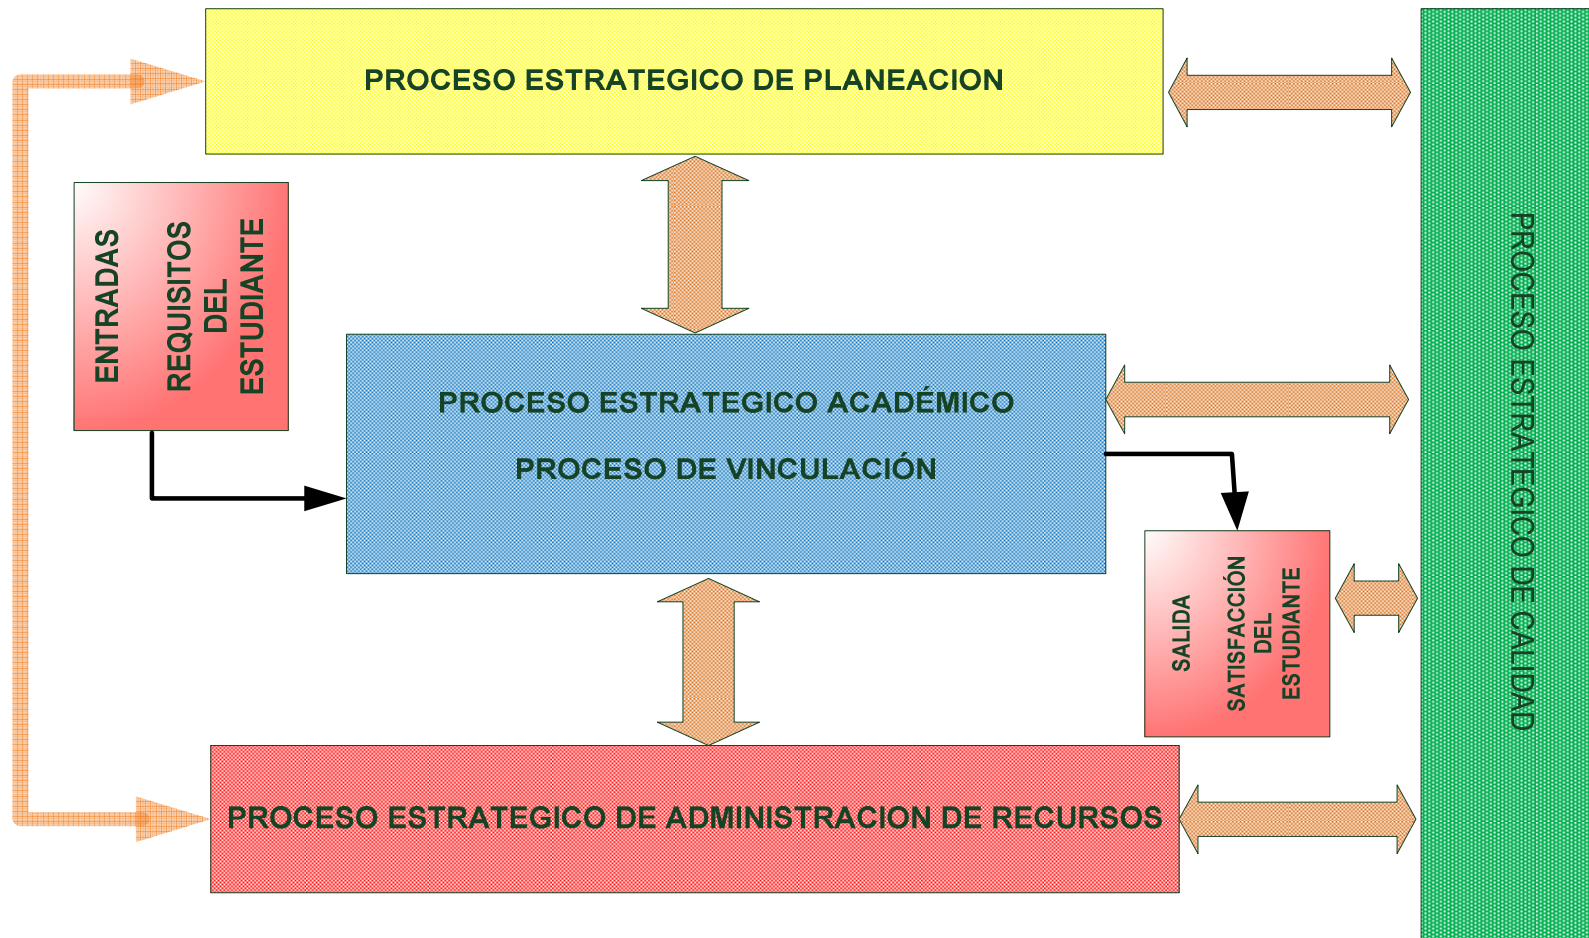 PROCESO ESTRATEGICO DE PLANEACION
ENTRADAS
REQUISITOS
DEL
ESTUDIANTE
PROCESO ESTRATEGICO ACADÉMICO
PROCESO DE VINCULACIÓN
SALIDA
SATISFACCIÓN
DEL
ESTUDIANTE
PROCESO ESTRATEGICO DE CALIDAD
PROCESO ESTRATEGICO DE ADMINISTRACION DE RECURSOS